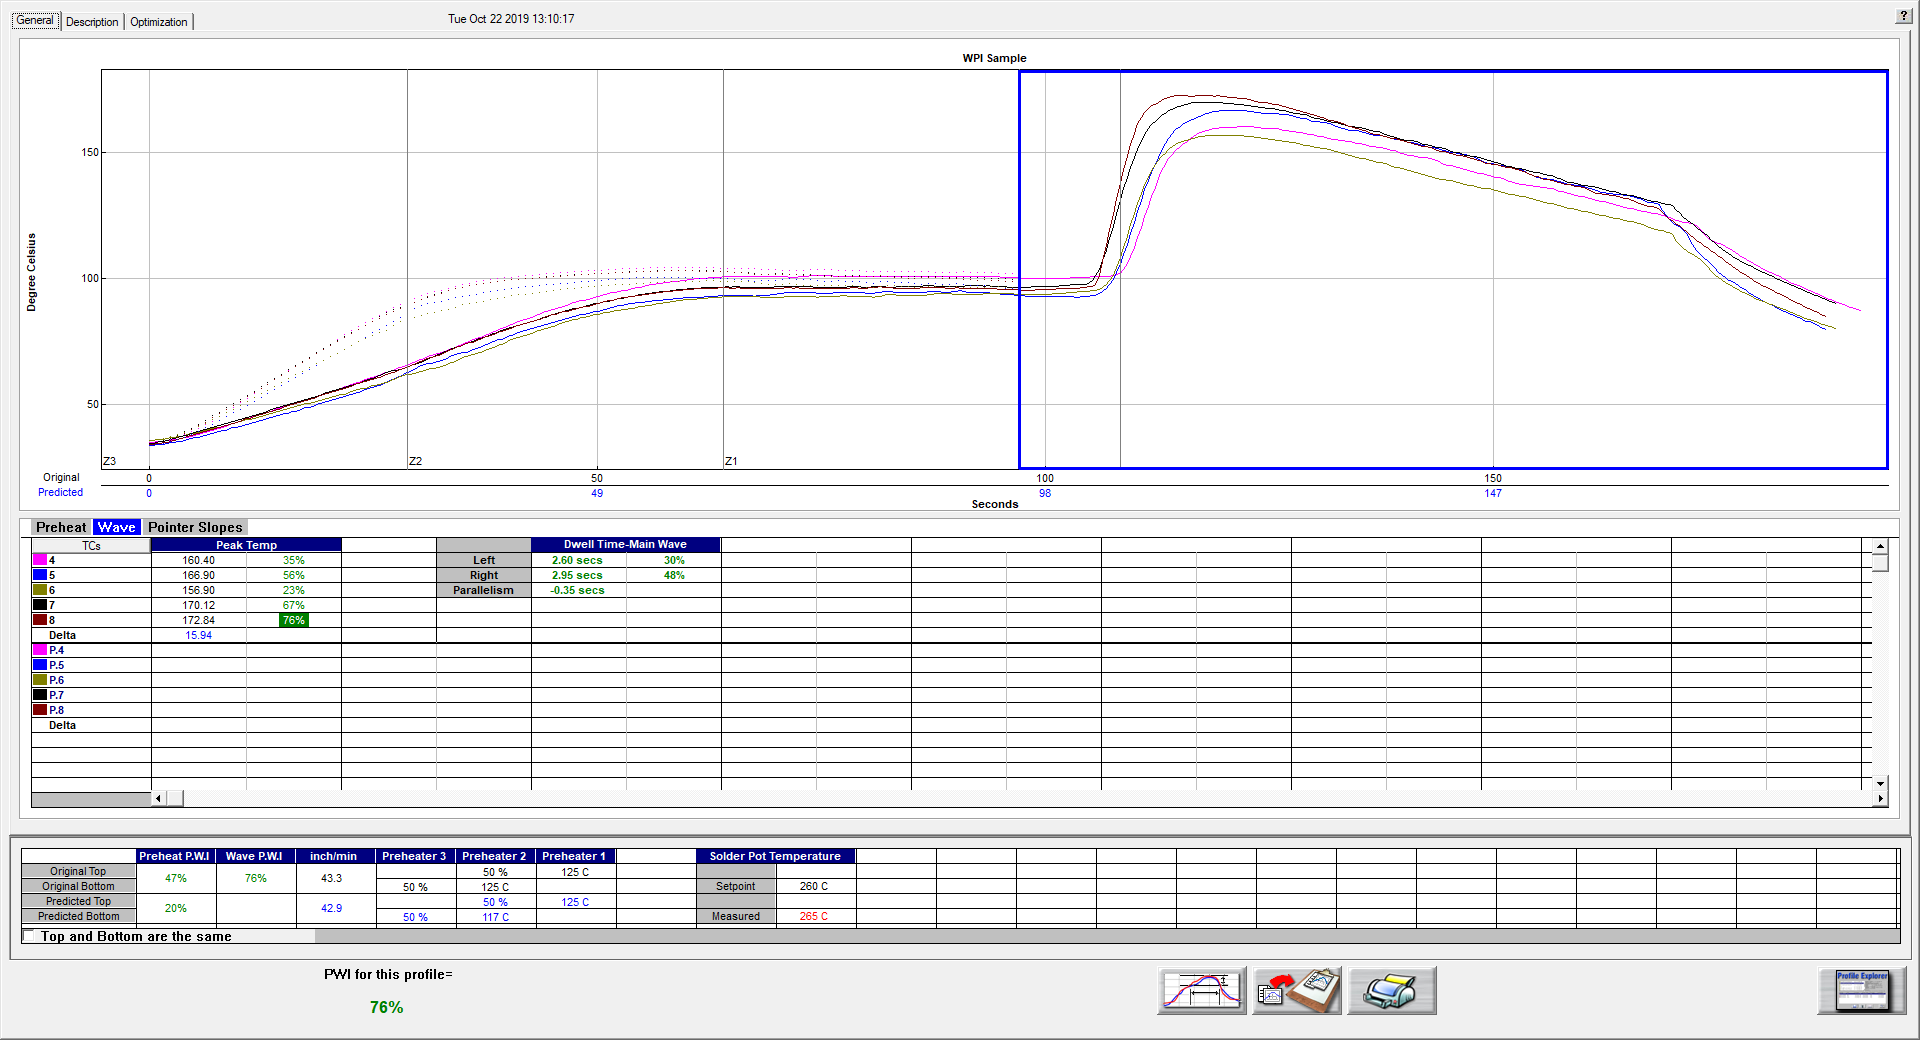 General Description Optimization Tue Oct 22 2019 13:10:17 ?
WPI Sample
150
100
50
Degree Celsius
Z3 Z2 Z1
Original 0 50 100 150
Predicted 0 49 98 147
Seconds
Preheat Wave Pointer Slopes
TCs Peak Temp Dwell Time-Main Wave
4 160.40 35% Left 2.60 secs 30%
5 166.90 56% Right 2.95 secs 48%
6 156.90 23% Parallelism -0.35 secs
7 170.12 67%
8 172.84 76%
Delta 15.94
P.4
P.5
P.6
P.7
P.8
Delta
Preheat P.W.I Wave P.W.I inch/min Preheater 3 Preheater 2 Preheater 1 Solder Pot Temperature
Original Top 47% 76% 43.3 50 % 125 C
Original Bottom 50 % 125 C Setpoint 260 C
Predicted Top 20% 42.9 50 % 125 C
Predicted Bottom 50 % 117 C Measured 265 C
Top and Bottom are the same
PWI for this profile=
76%
Profile Explorer